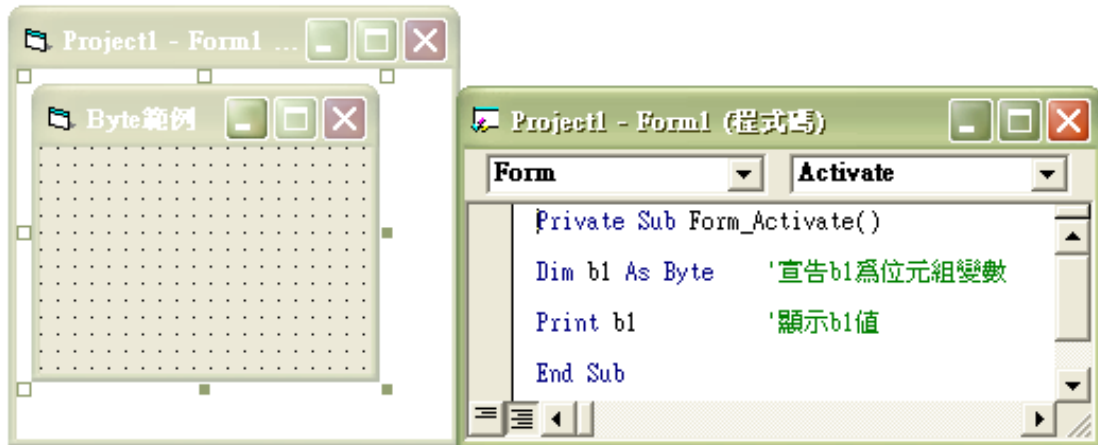 Project1 - Form1 ...
Byte範例
Project1 - Form1 (程式碼)
Form
Activate
Private Sub Form_Activate()
Dim b1 As Byte '宣告b1為位元組變數
Print b1 '顯示b1值
End Sub